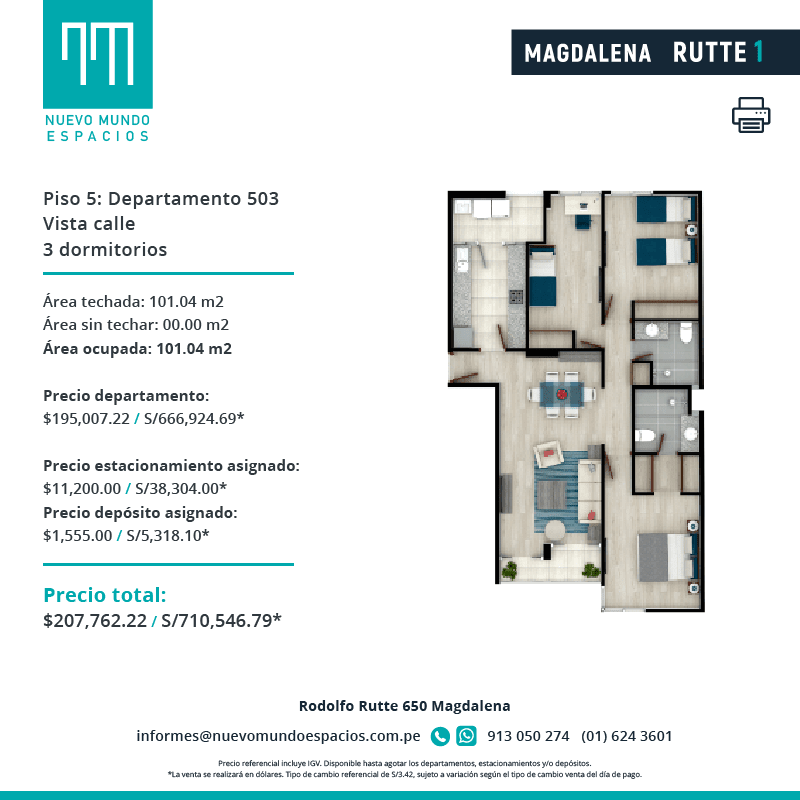 NUEVO MUNDO
ESPACIOS
MAGDALENA RUTTE 1
Piso 5: Departamento 503
Vista calle
3 dormitorios
Área techada: 101.04 m2
Área sin techar: 00.00 m2
Área ocupada: 101.04 m2
Precio departamento:
$195,007.22 / S/666,924.69*
Precio estacionamiento asignado:
$11,200.00 / S/38,304.00*
Precio depósito asignado:
$1,555.00 / S/5,318.10*
Precio total:
$207,762.22 / S/710,546.79*
Rodolfo Rutte 650 Magdalena
informes@nuevomundoespacios.com.pe 913 050 274 (01) 624 3601
Precio referencial incluye IGV. Disponible hasta agotar los departamentos, estacionamientos y/o depósitos.
*La venta se realizará en dólares. Tipo de cambio referencial de S/3.42, sujeto a variación según el tipo de cambio venta del día de pago.